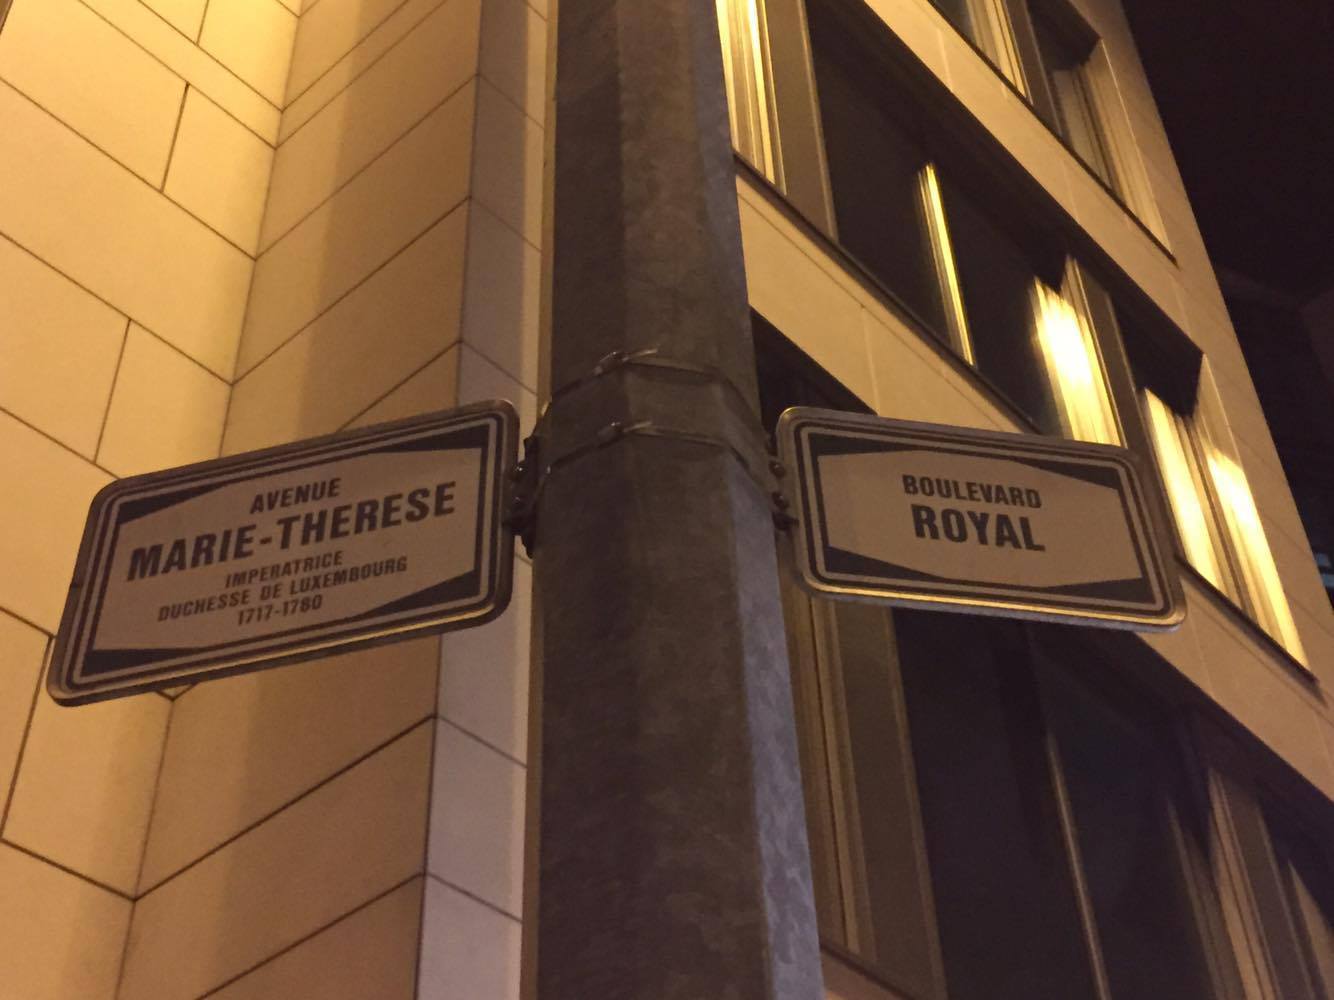 AVENUE
MARIE-THERESE
IMPERATRICE
DUCHESSE DE LUXEMBOURG
1717-1780
BOULEVARD
ROYAL